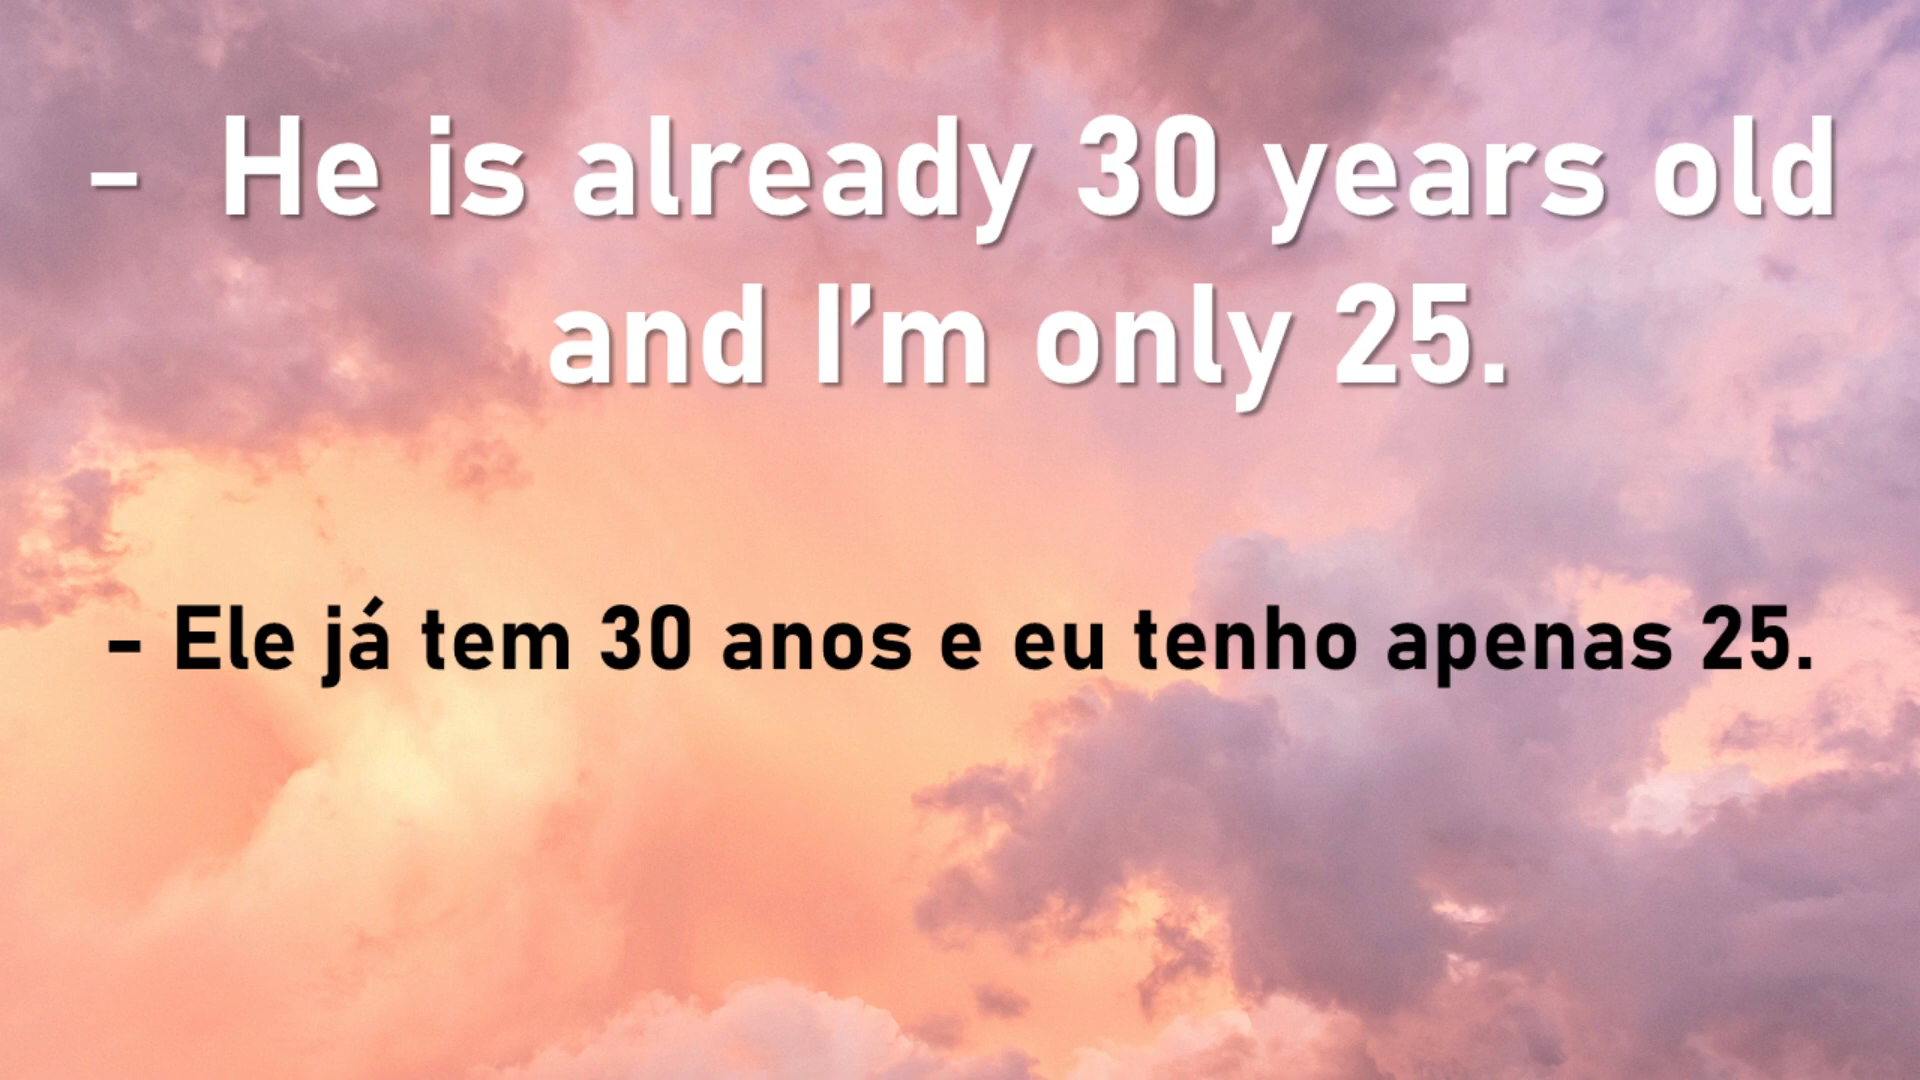 - He is already 30 years old
and I’m only 25.
- Ele já tem 30 anos e eu tenho apenas 25.